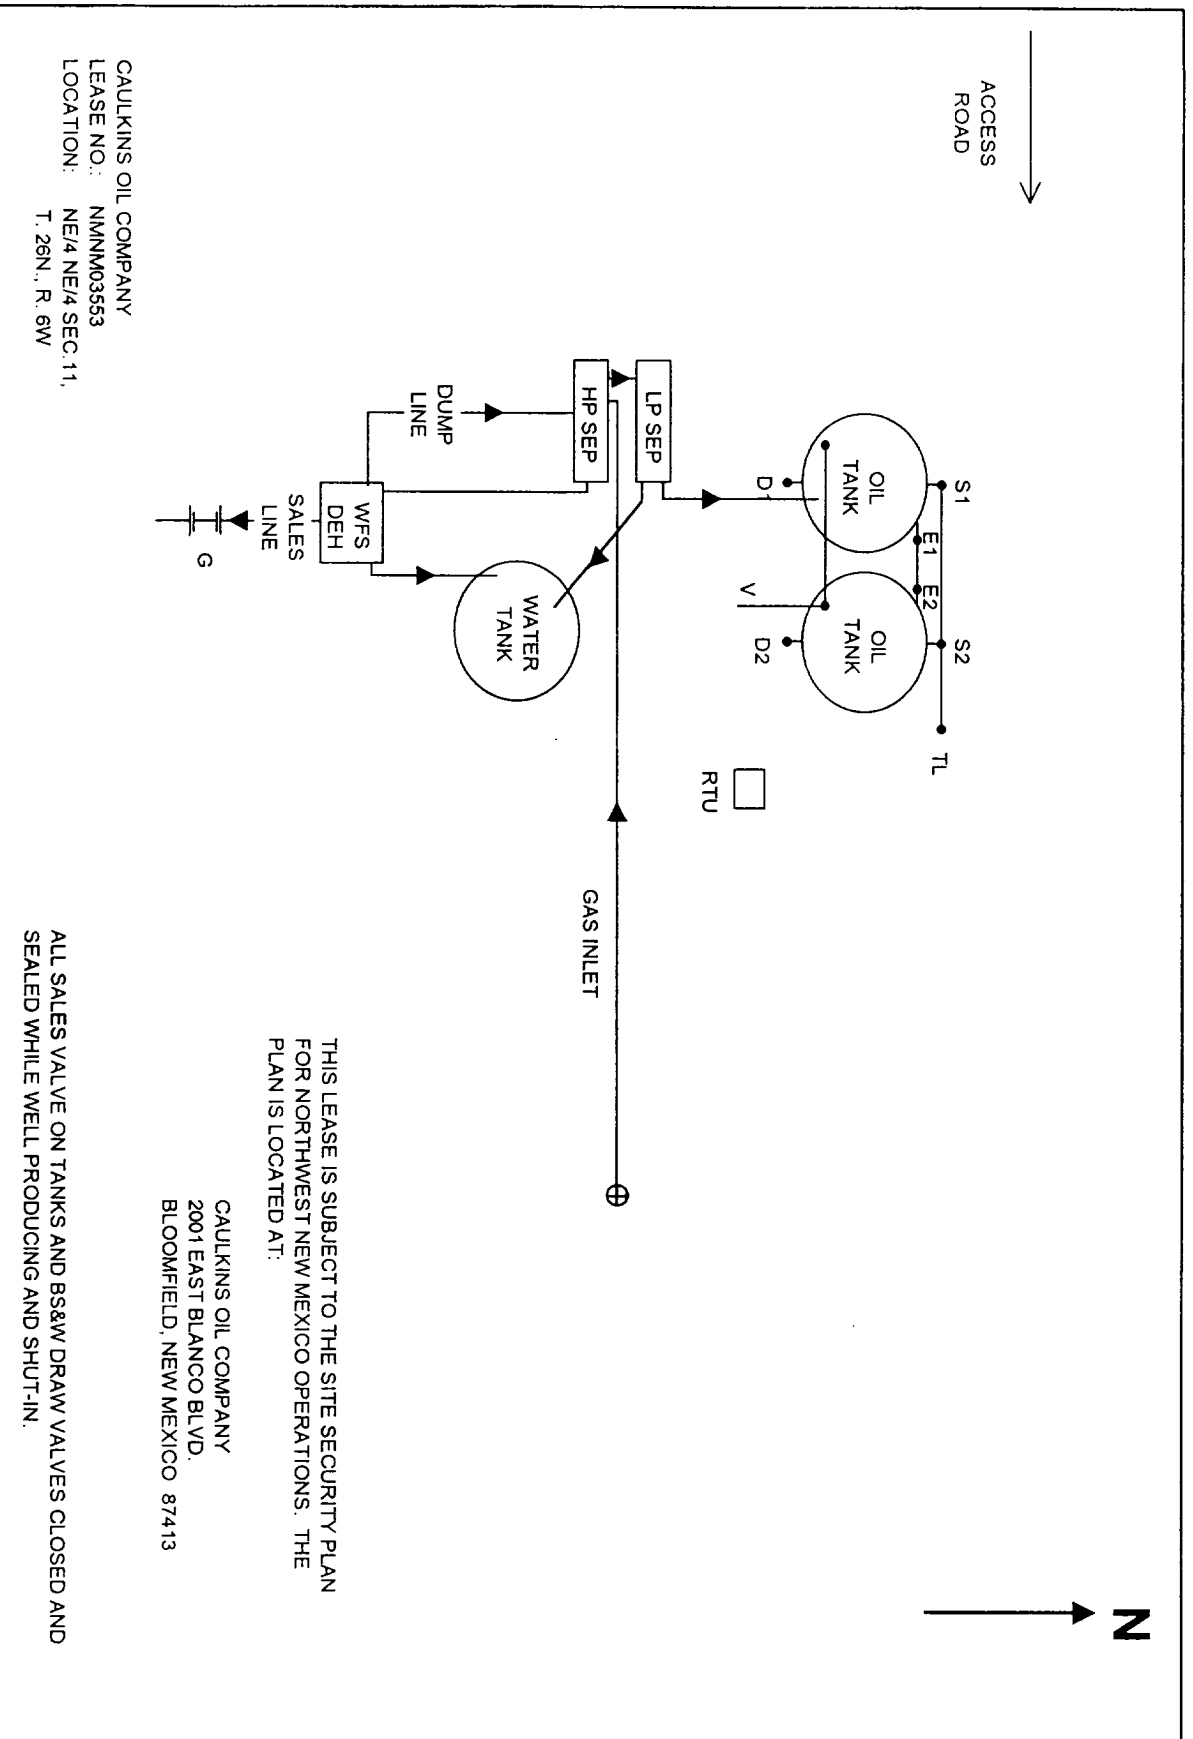 N
ACCESS
ROAD
S1
S2
TL
E1
E2
OIL
TANK
OIL
TANK
D1
V
D2
RTU
LP SEP
HP SEP
GAS INLET
DUMP
LINE
WATER
TANK
WFS
DEH
SALES
LINE
G
THIS LEASE IS SUBJECT TO THE SITE SECURITY PLAN
FOR NORTHWEST NEW MEXICO OPERATIONS. THE
PLAN IS LOCATED AT:
CAULKINS OIL COMPANY
2001 EAST BLANCO BLVD.
BLOOMFIELD, NEW MEXICO 87413
CAULKINS OIL COMPANY
LEASE NO.: NMNM03553
LOCATION: NE/4 NE/4 SEC.11,
T. 26N., R. 6W
ALL SALES VALVE ON TANKS AND BS&W DRAW VALVES CLOSED AND
SEALED WHILE WELL PRODUCING AND SHUT-IN.